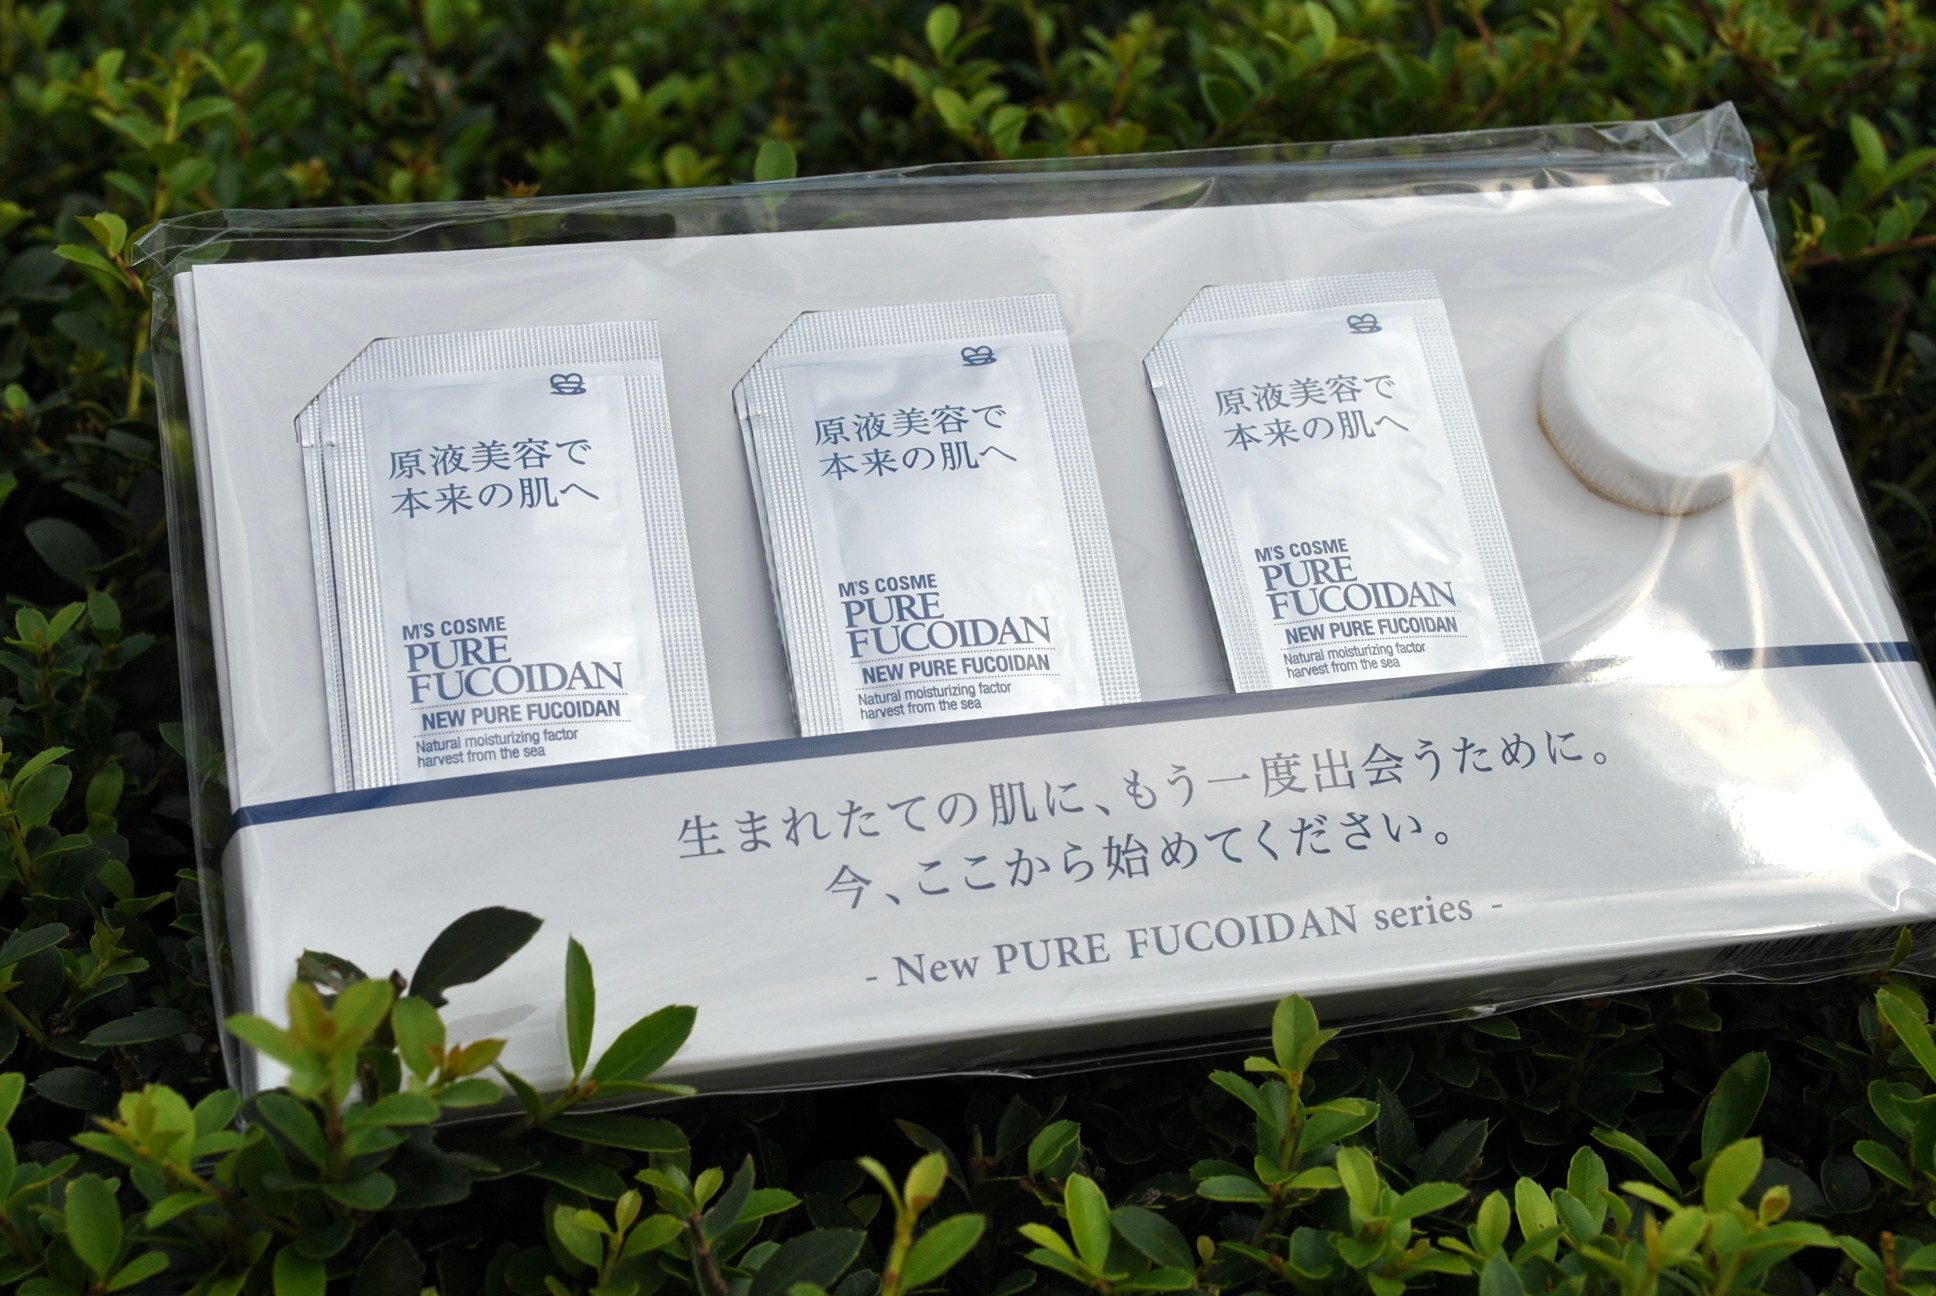 原液美容で
本来の肌へ
M'S COSME
PURE
FUCOIDAN
NEW PURE FUCOIDAN
Natural moisturizing factor
harvest from the sea
原液美容で
本来の肌へ
M'S COSME
PURE
FUCOIDAN
NEW PURE FUCOIDAN
Natural moisturizing factor
harvest from the sea
原液美容で
本来の肌へ
M'S COSME
PURE
FUCOIDAN
NEW PURE FUCOIDAN
Natural moisturizing factor
harvest from the sea
生まれたての肌に、もう一度出会うために。
今、ここから始めてください。
- New PURE FUCOIDAN series -